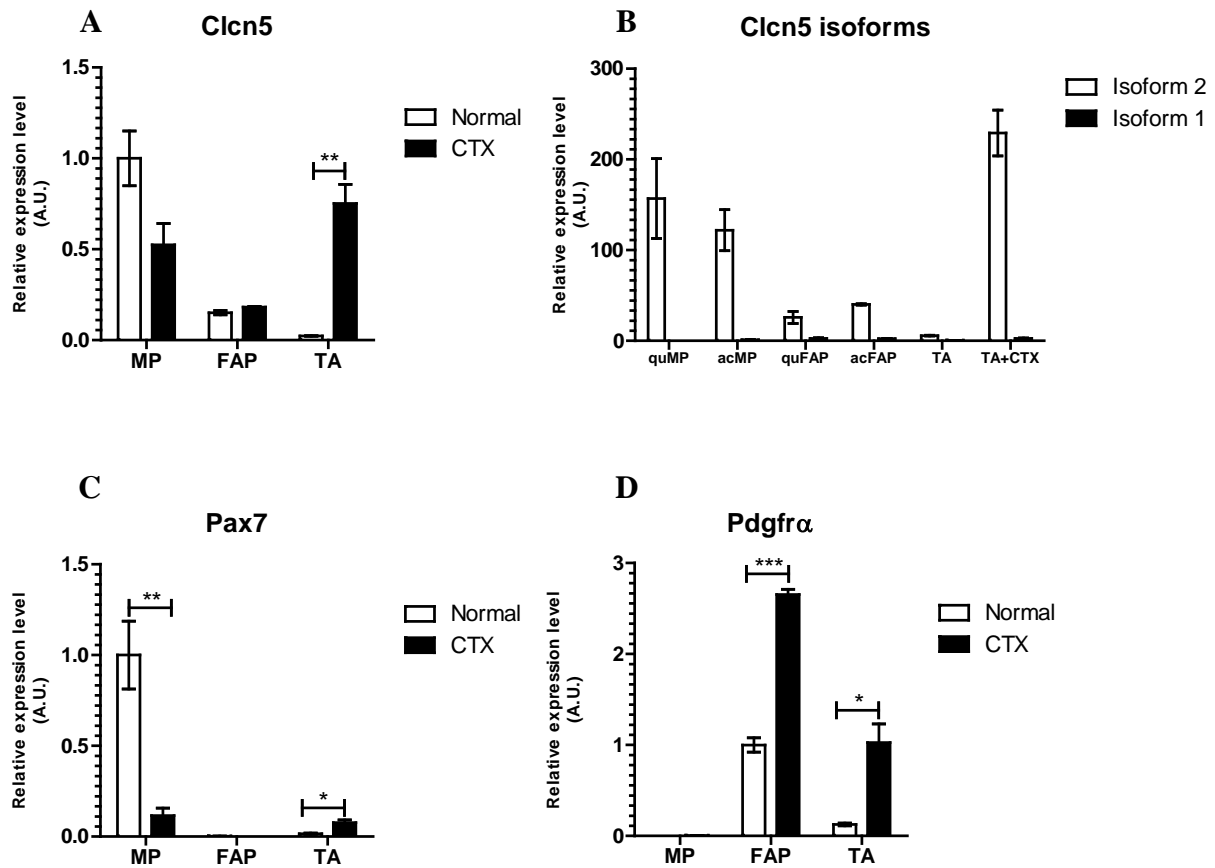 A
Clcn5
Relative expression level
(A.U.)
1.5
1.0
0.5
0.0
**
MP FAP TA
Normal
CTX
B
Clcn5 isoforms
Relative expression level
(A.U.)
300
200
100
0
quMP acMP quFAP acFAP TA TA+CTX
Isoform 2
Isoform 1
C
Pax7
Relative expression level
(A.U.)
1.5
1.0
0.5
0.0
**
*
MP FAP TA
Normal
CTX
D
Pdgfrα
Relative expression level
(A.U.)
3
2
1
0
***
*
MP FAP TA
Normal
CTX